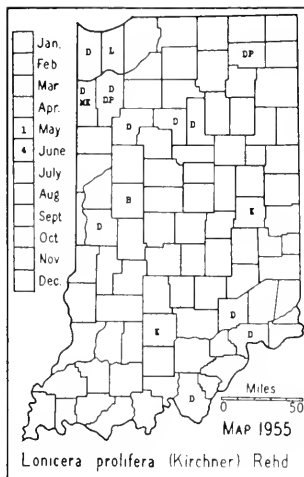 Jan.
Feb
Mar
Apr.
1 May
4 June
July
Aug
Sept
Oct
Nov
Dec.
D L
DP
D D
MK DP
D D D
B
K
D
D
K D
D
Miles
0 50
MAP 1955
Lonicera prolifera (Kirchner) Rehd